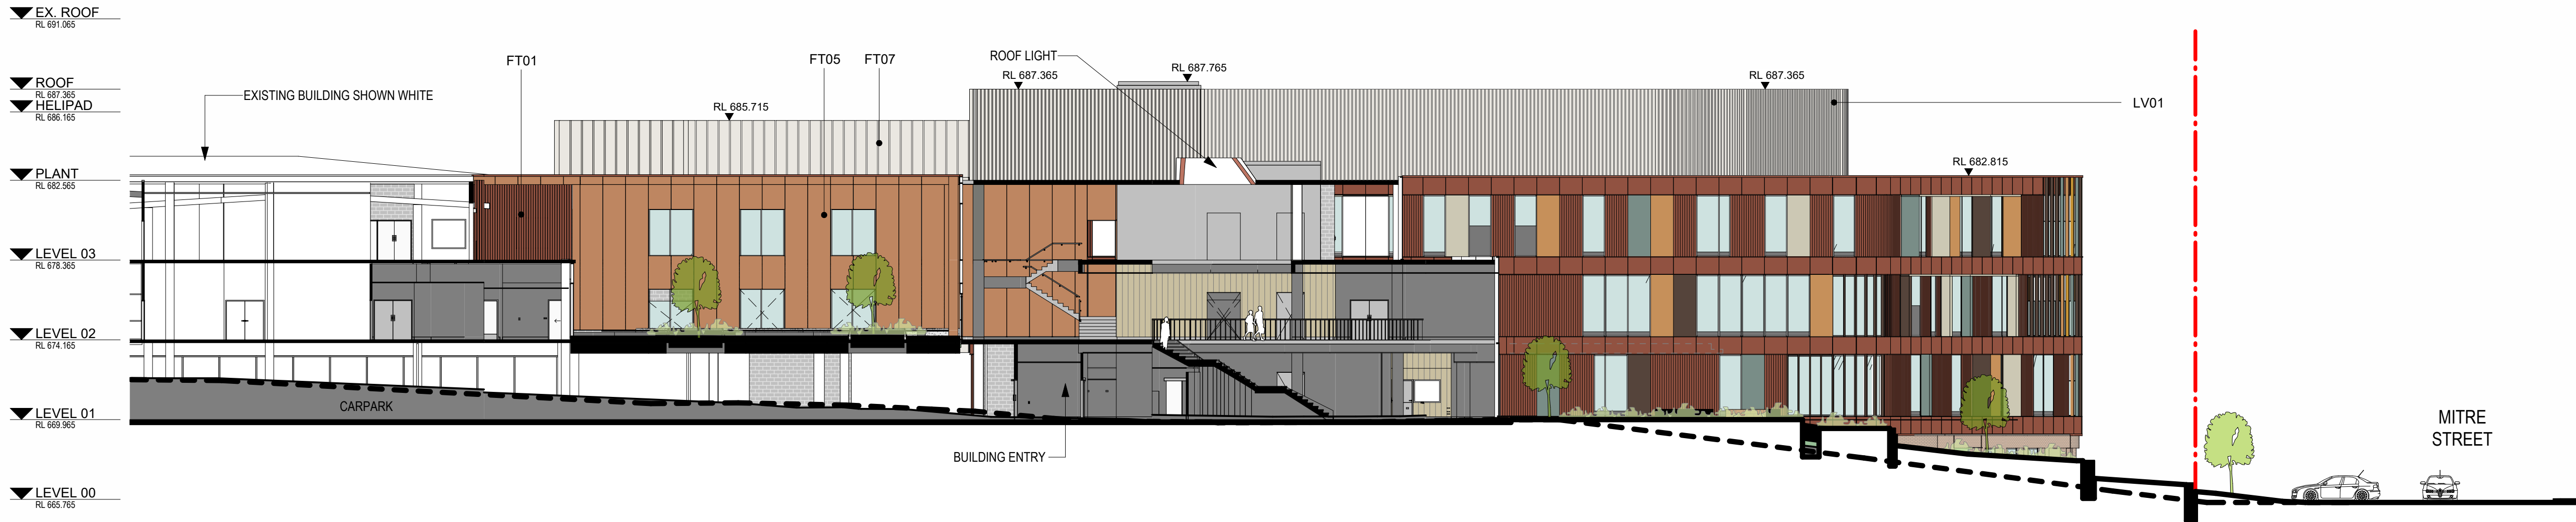 EX. ROOF
RL 691.065
ROOF
RL 687.365
HELIPAD
RL 686.165
PLANT
RL 682.565
LEVEL 03
RL 678.365
LEVEL 02
RL 674.165
LEVEL 01
RL 669.965
LEVEL 00
RL 665.765
EXISTING BUILDING SHOWN WHITE
FT01
RL 685.715
FT05
FT07
ROOF LIGHT
RL 687.365
RL 687.765
RL 687.365
LV01
RL 682.815
CARPARK
BUILDING ENTRY
MITRE
STREET